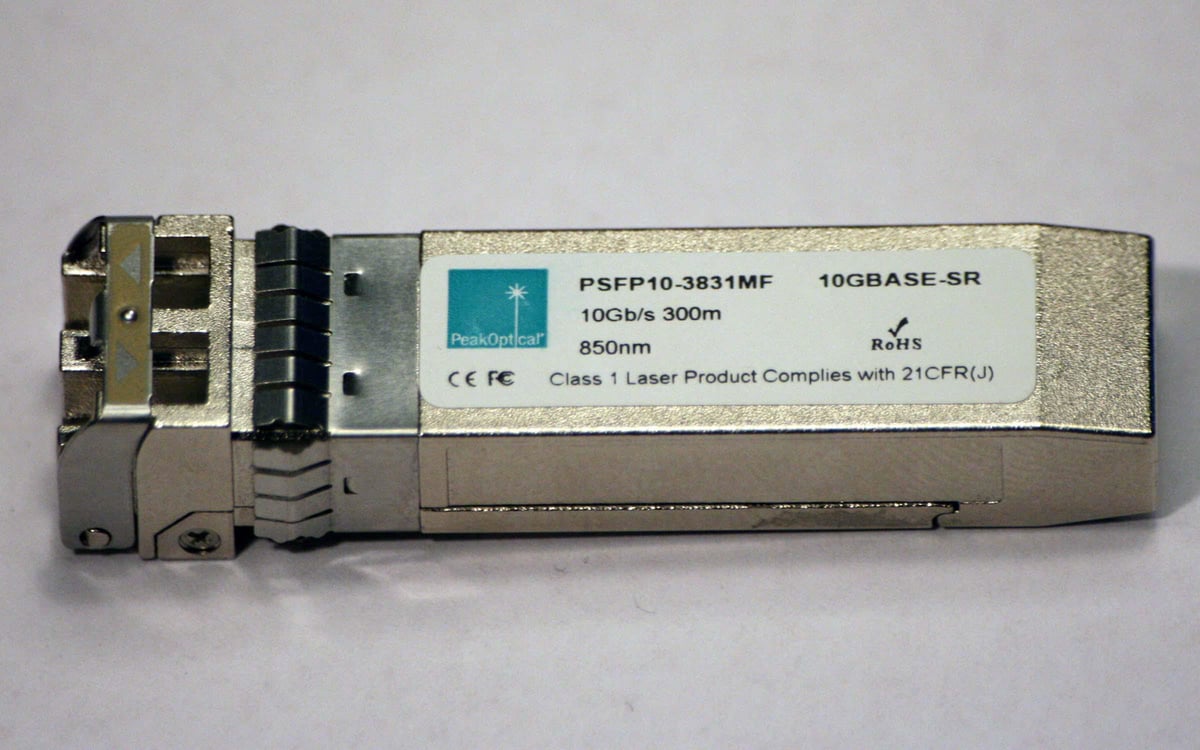 PSFP10-3831MF 10GBASE-SR
10Gb/s 300m
PeakOptical
850nm
RoHS
CE FC Class 1 Laser Product Complies with 21CFR(J)